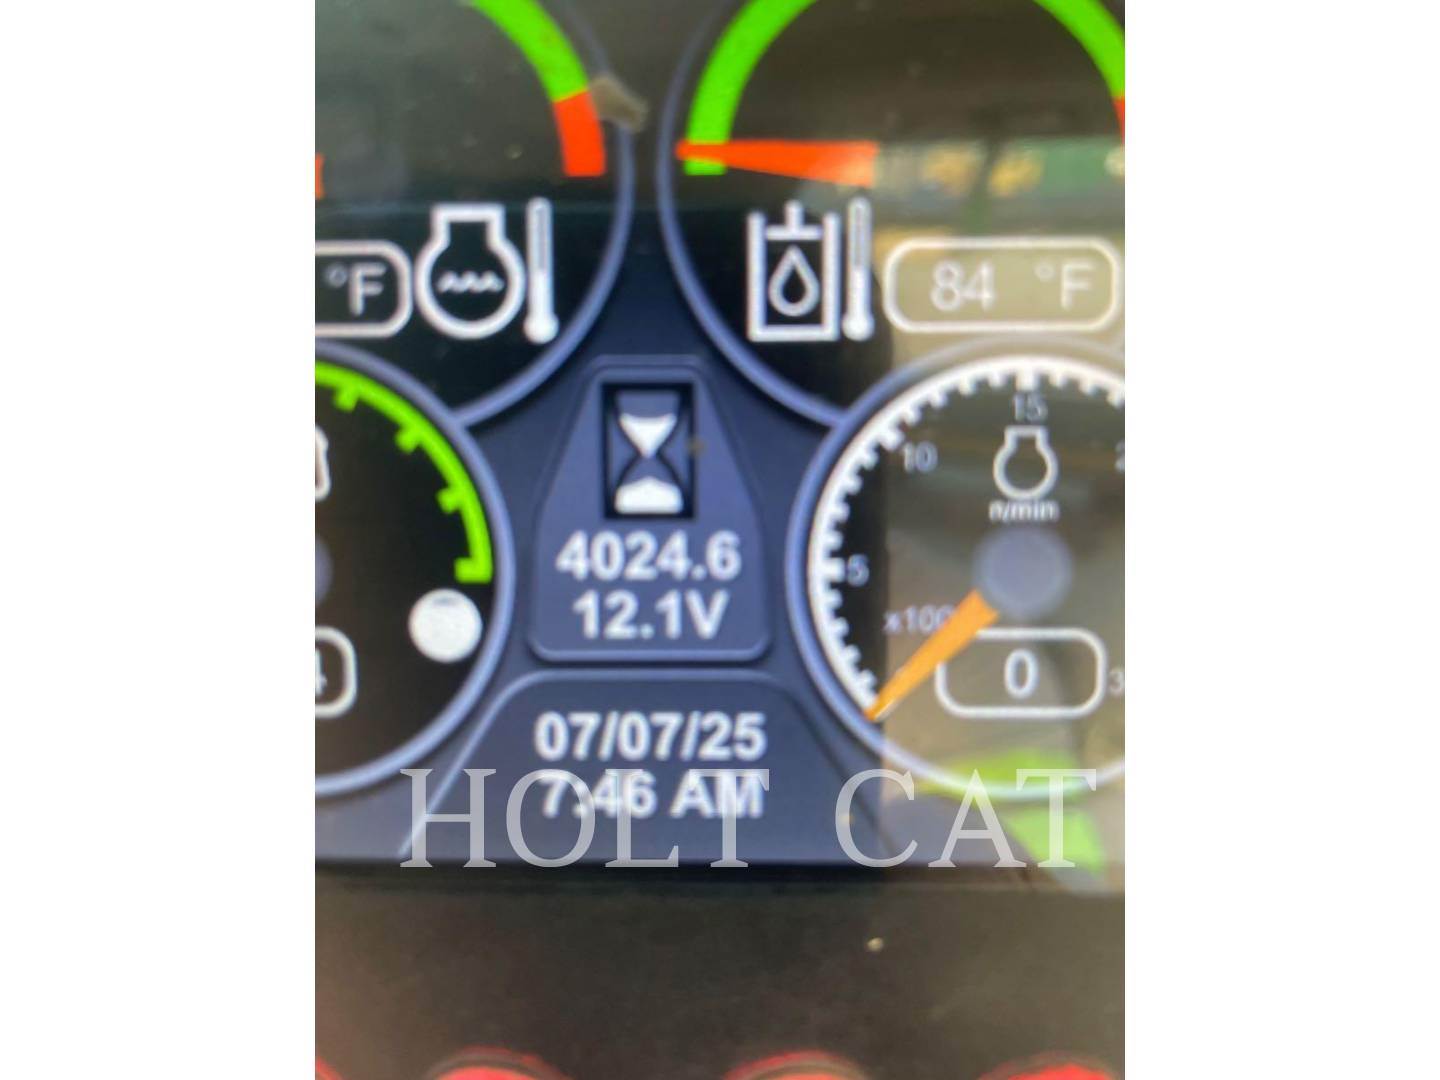 °F
84 °F
15
10
n/min
4024.6
5
12.1V
x100
0
07/07/25
7:46 AM
HOLT CAT